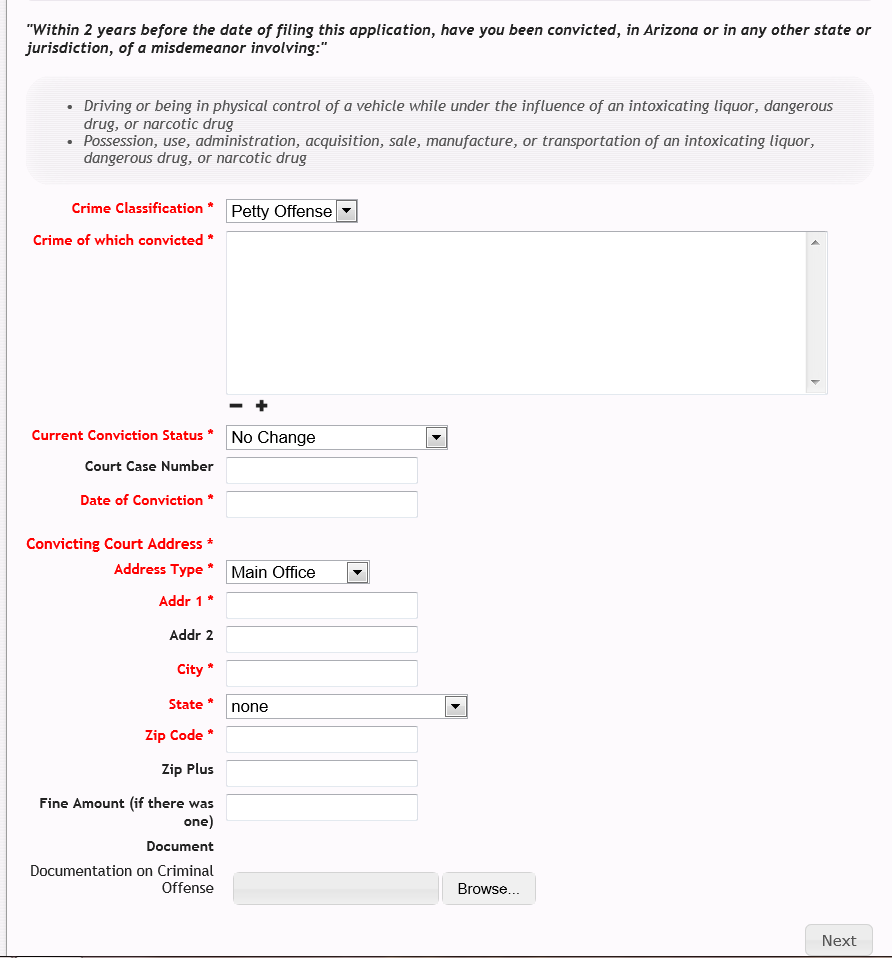 "Within 2 years before the date of filing this application, have you been convicted, in Arizona or in any other state or
jurisdiction, of a misdemeanor involving:"
• Driving or being in physical control of a vehicle while under the influence of an intoxicating liquor, dangerous
drug, or narcotic drug
• Possession, use, administration, acquisition, sale, manufacture, or transportation of an intoxicating liquor,
dangerous drug, or narcotic drug
Crime Classification * Petty Offense
Crime of which convicted *
Current Conviction Status * No Change
Court Case Number
Date of Conviction *
Convicting Court Address *
Address Type * Main Office
Addr 1 *
Addr 2
City *
State * none
Zip Code *
Zip Plus
Fine Amount (if there was
one)
Document
Documentation on Criminal
Offense
Browse...
Next